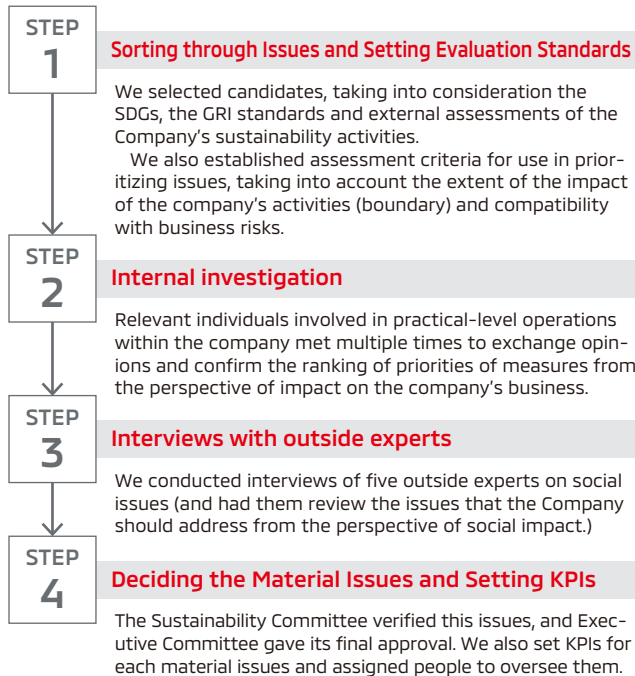 STEP
1
Sorting through Issues and Setting Evaluation Standards
We selected candidates, taking into consideration the
SDGs, the GRI standards and external assessments of the
Company's sustainability activities.
We also established assessment criteria for use in prior-
itizing issues, taking into account the extent of the impact
of the company's activities (boundary) and compatibility
with business risks.
STEP
2
Internal investigation
Relevant individuals involved in practical-level operations
within the company met multiple times to exchange opin-
ions and confirm the ranking of priorities of measures from
the perspective of impact on the company's business.
STEP
3
Interviews with outside experts
We conducted interviews of five outside experts on social
issues (and had them review the issues that the Company
should address from the perspective of social impact.)
STEP
4
Deciding the Material Issues and Setting KPIs
The Sustainability Committee verified this issues, and Exec-
utive Committee gave its final approval. We also set KPIs for
each material issues and assigned people to oversee them.